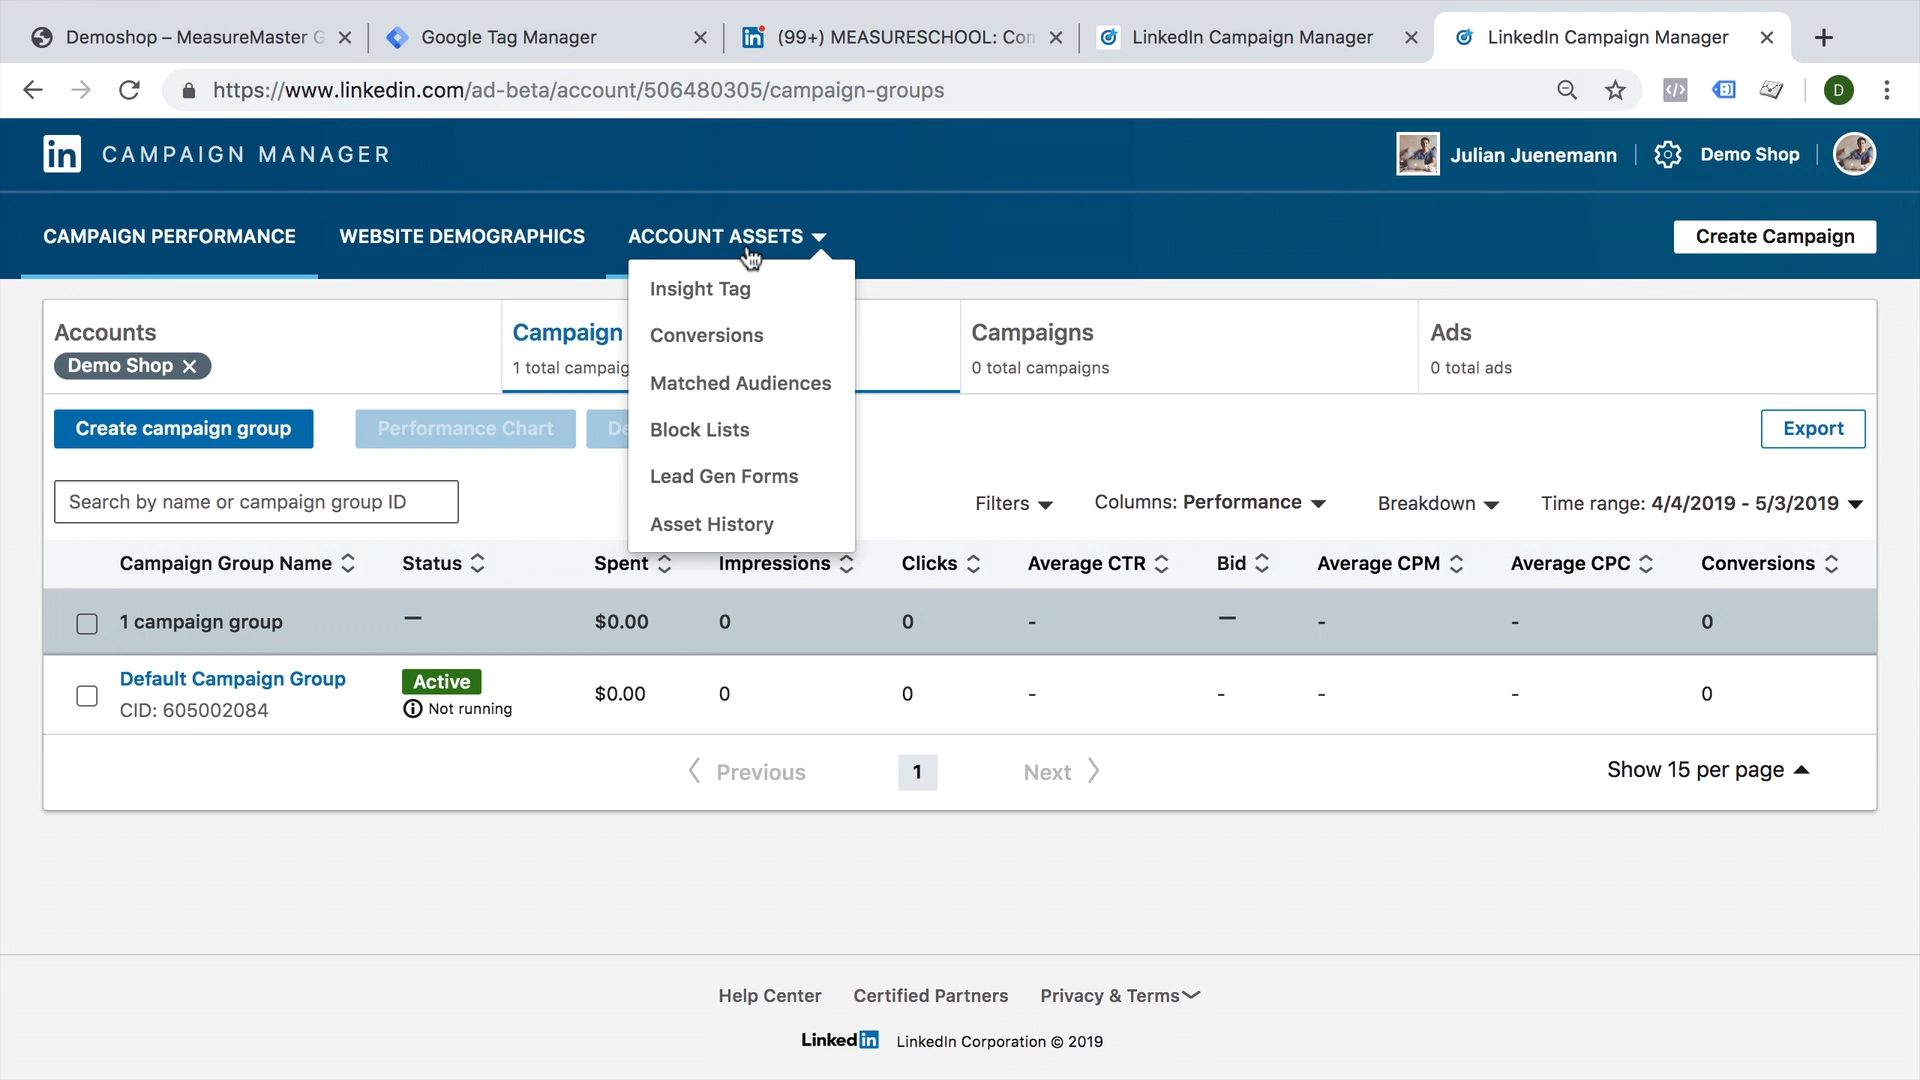 Demoshop – MeasureMaster G
Google Tag Manager
(99+) MEASURESCHOOL: Com
LinkedIn Campaign Manager
LinkedIn Campaign Manager
https://www.linkedin.com/ad-beta/account/506480305/campaign-groups
D
in CAMPAIGN MANAGER
Julian Juenemann
Demo Shop
CAMPAIGN PERFORMANCE
WEBSITE DEMOGRAPHICS
ACCOUNT ASSETS
Create Campaign
Insight Tag
Conversions
Matched Audiences
Block Lists
Lead Gen Forms
Asset History
Accounts
Demo Shop
Campaign
1 total campaig
Campaigns
0 total campaigns
Ads
0 total ads
Create campaign group
Performance Chart
De
Export
Search by name or campaign group ID
Filters
Columns: Performance
Breakdown
Time range: 4/4/2019 - 5/3/2019
Campaign Group Name Status Spent Impressions Clicks Average CTR Bid Average CPM Average CPC Conversions
1 campaign group — $0.00 0 0 - — - - 0
Default Campaign Group Active $0.00 0 0 - - - - 0
CID: 605002084 Not running
Previous 1 Next
Show 15 per page
Help Center Certified Partners Privacy & Terms
Linkedin LinkedIn Corporation © 2019